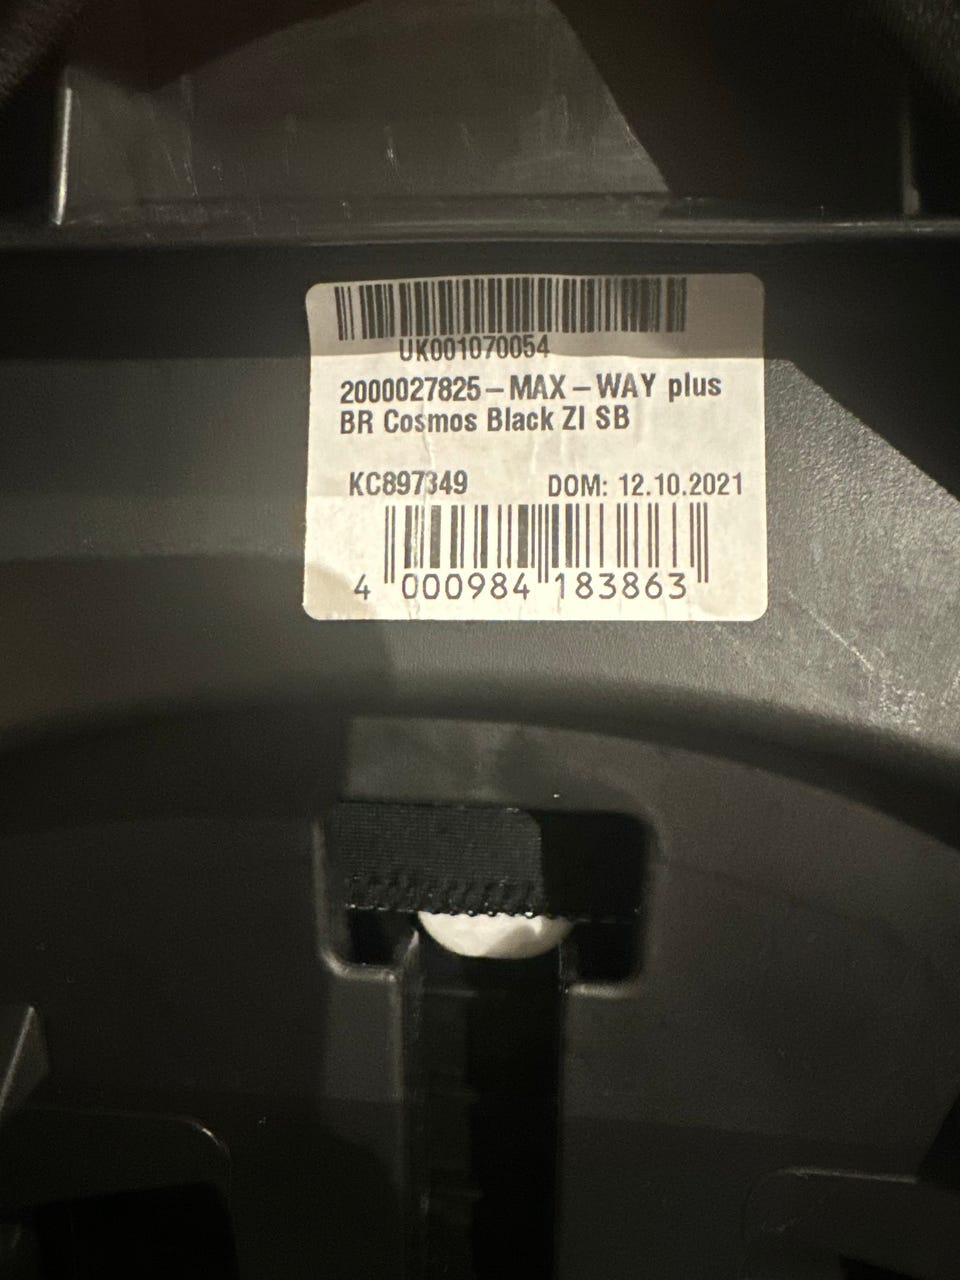 UK001070054
2000027825-MAX-WAY plus
BR Cosmos Black ZI SB
KC897349 DOM: 12.10.2021
4 000984 183863